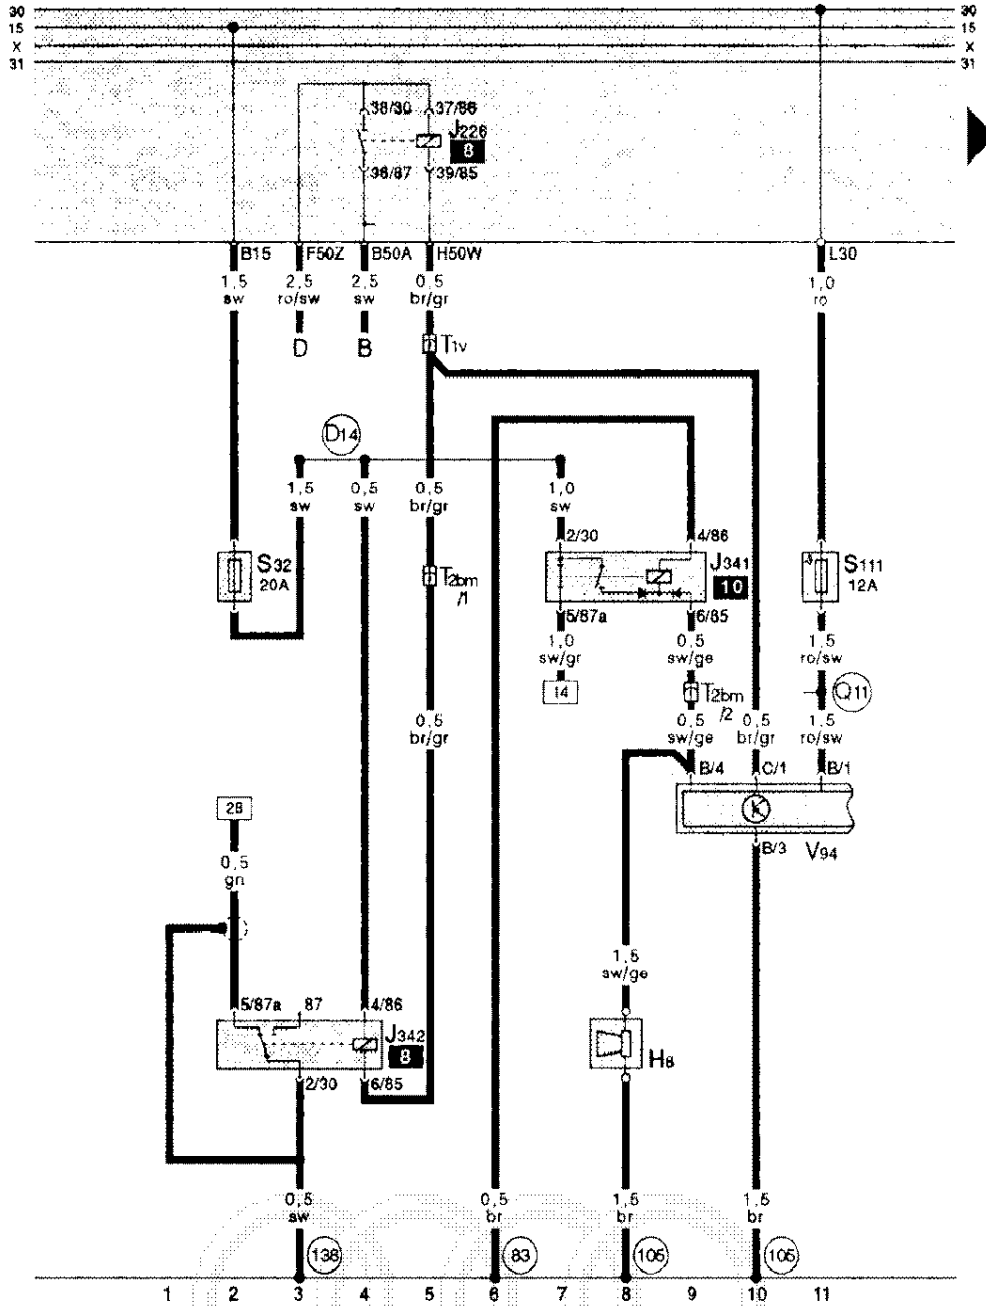 30 30
15 15
X X
31 31
38/30 37/86
J226
8
36/87 39/85
B15 F50Z B50A H50W L30
1,5 2,5 2,5 0,5 1,0
sw ro/sw sw br/gr ro
D B T1v
D14
1,5 0,5 0,5 1,0
sw sw br/gr sw
2/30 4/86
S32 T2bm J341 S111
20A /1 10 12A
5/87a 6/85
1,0 0,5 1,5
sw/gr sw/ge ro/sw
14 T2bm Q11
/2
0,5 0,5 0,5 1,5
br/gr sw/ge br/gr ro/sw
B/4 C/1 B/1
28
B/3 V94
0,5
gn
1,5
sw/ge
5/87a 87 4/86
J342
8 H8
2/30 6/85
0,5 0,5 1,5 1,5
sw br br br
138 83 105 105
1 2 3 4 5 6 7 8 9 10 11